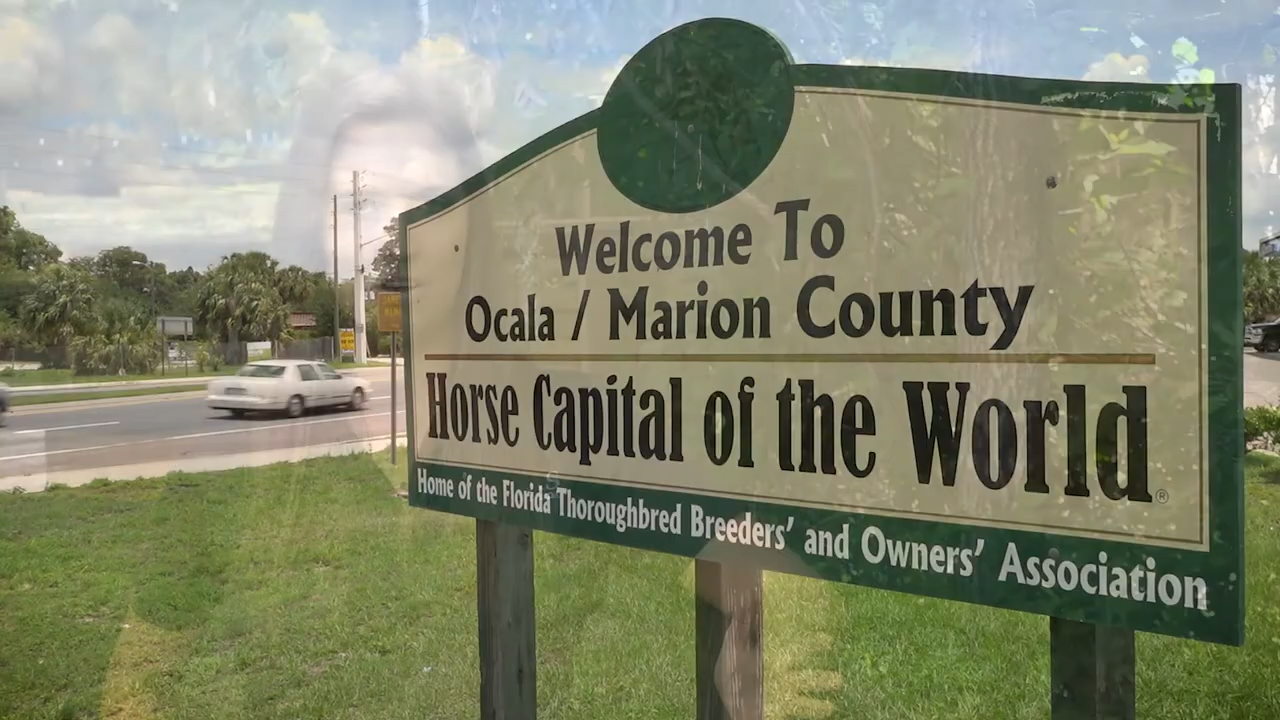 Welcome To
Ocala / Marion County
Horse Capital of the World®
Home of the Florida Thoroughbred Breeders' and Owners' Association